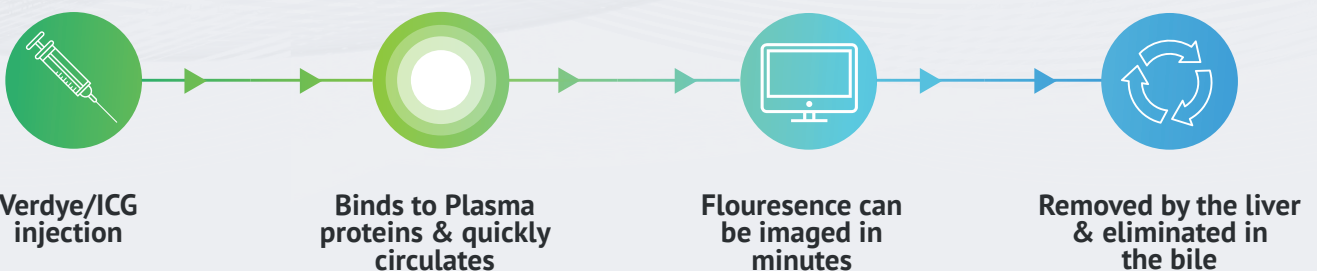 Verdye/ICG
injection
Binds to Plasma
proteins & quickly
circulates
Flouresence can
be imaged in
minutes
Removed by the liver
& eliminated in
the bile